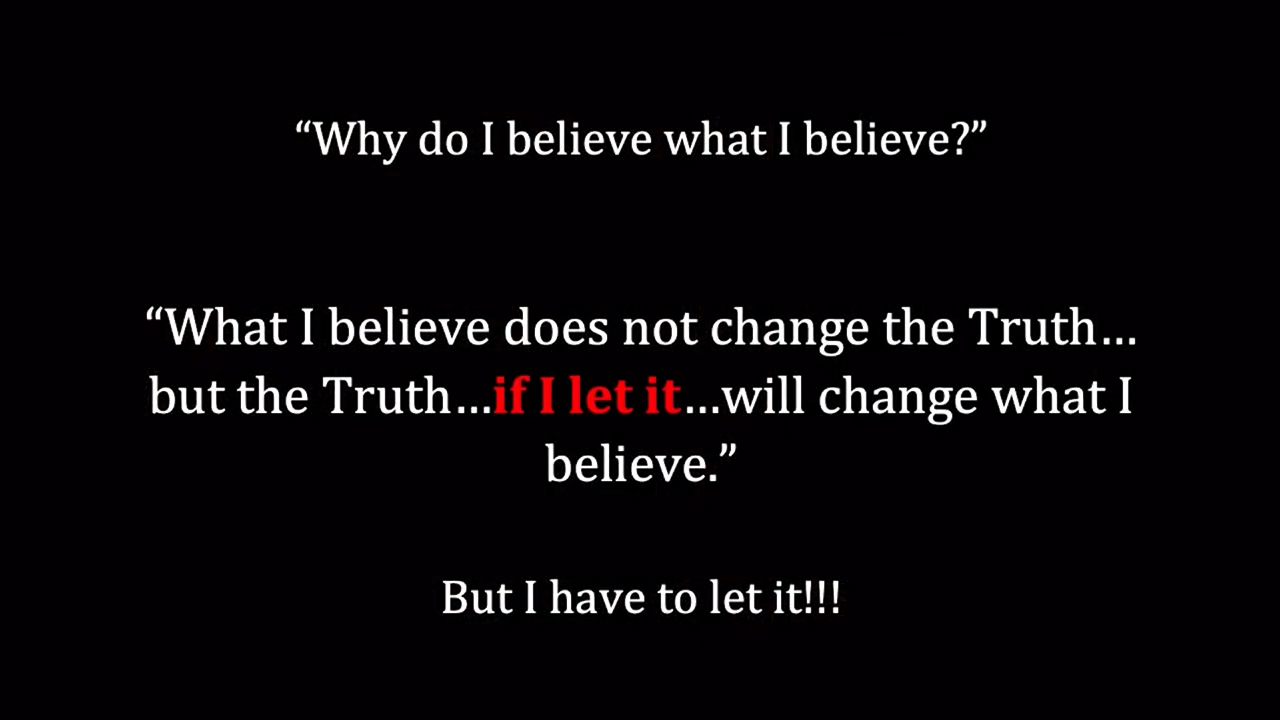 “Why do I believe what I believe?”
“What I believe does not change the Truth…
but the Truth…if I let it…will change what I
believe.”
But I have to let it!!!